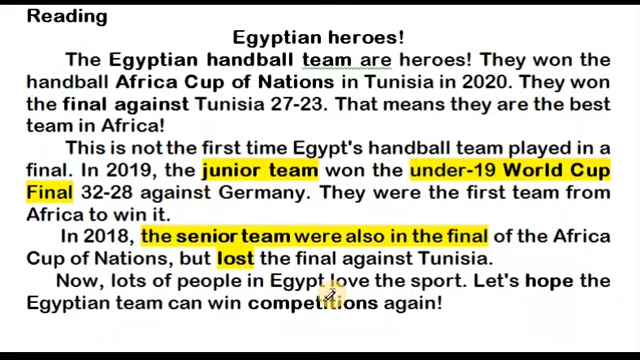 Reading
Egyptian heroes!
The Egyptian handball team are heroes! They won the
handball Africa Cup of Nations in Tunisia in 2020. They won
the final against Tunisia 27-23. That means they are the best
team in Africa!
This is not the first time Egypt's handball team played in a
final. In 2019, the junior team won the under-19 World Cup
Final 32-28 against Germany. They were the first team from
Africa to win it.
In 2018, the senior team were also in the final of the Africa
Cup of Nations, but lost the final against Tunisia.
Now, lots of people in Egypt love the sport. Let's hope the
Egyptian team can win competitions again!